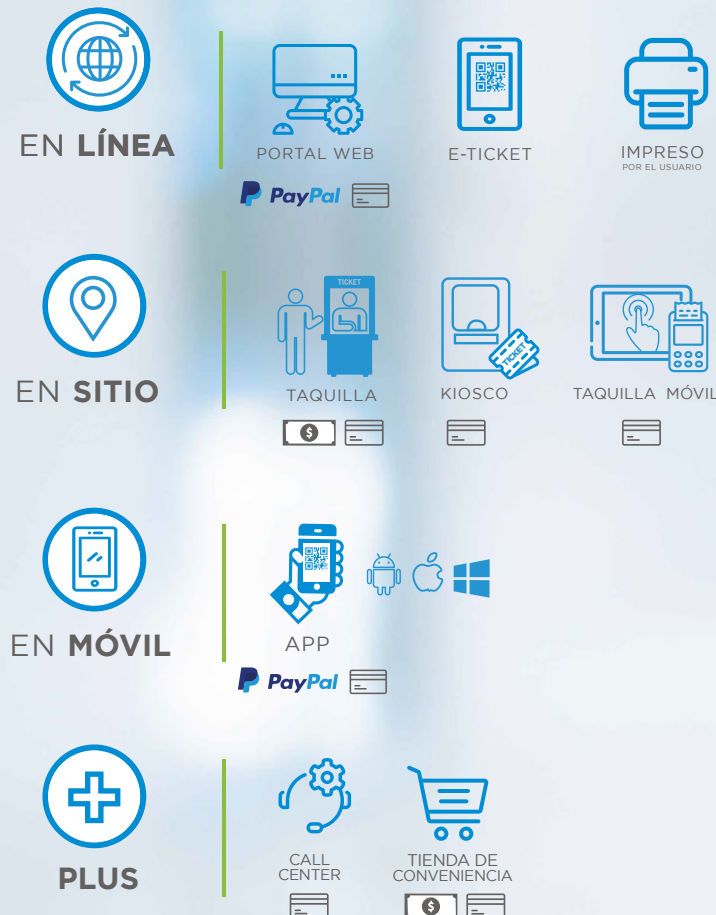 EN LÍNEA
PORTAL WEB
E-TICKET
IMPRESO
POR EL USUARIO
PayPal
TICKET
TICKET
EN SITIO
TAQUILLA
KIOSCO
TAQUILLA MÓVIL
$
EN MÓVIL
APP
PayPal
PLUS
CALL
CENTER
TIENDA DE
CONVENIENCIA
$